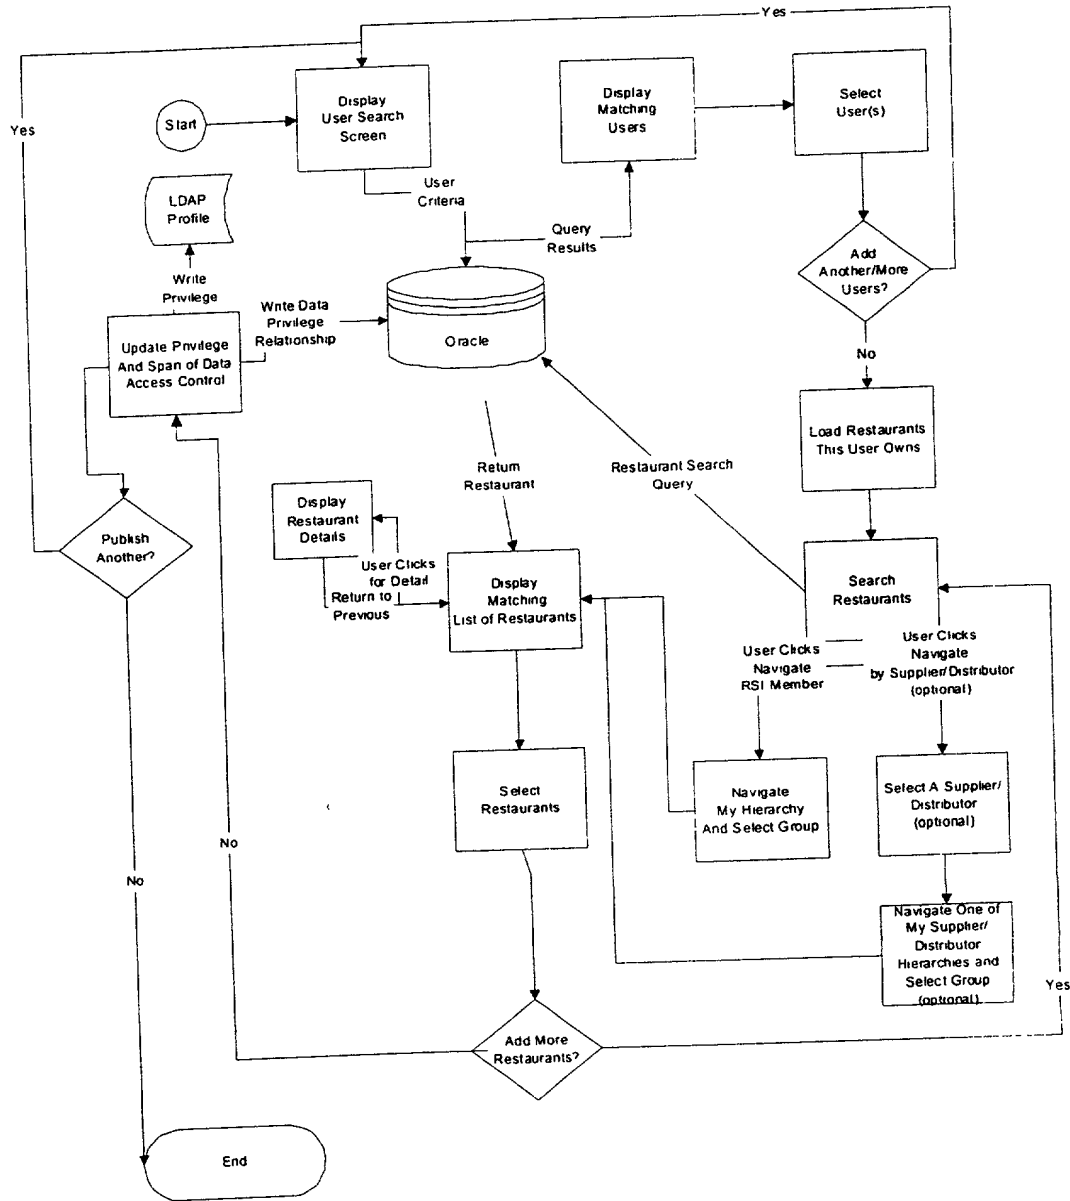 Yes
Yes
Start
Display
User Search
Screen
Display
Matching
Users
Select
User(s)
LDAP
Profile
User
Criteria
Query
Results
Add
Another/More
Users?
Write
Privilege
Write Data
Privilege
Relationship
Update Privilege
And Span of Data
Access Control
Oracle
No
Load Restaurants
This User Owns
Return
Restaurant
Restaurant Search
Query
Display
Restaurant
Details
Publish
Another?
User Clicks
for Detail
Return to
Previous
Display
Matching
List of Restaurants
Search
Restaurants
User Clicks
Navigate
RSI Member
User Clicks
Navigate
by Supplier/Distributor
(optional)
Select
Restaurants
Navigate
My Hierarchy
And Select Group
Select A Supplier/
Distributor
(optional)
No
No
Navigate One of
My Supplier/
Distributor
Hierarchies and
Select Group
(optional)
Yes
Add More
Restaurants?
End